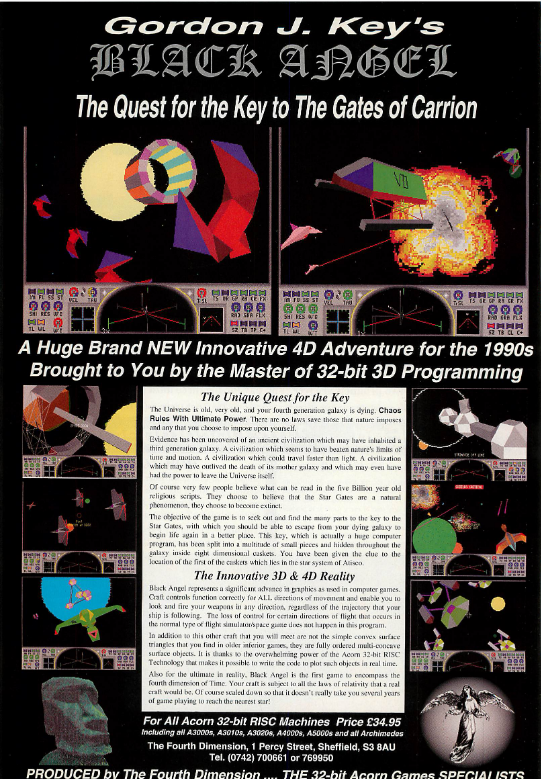 Gordon J. Key's
BLACK ANGEL
The Quest for the Key to The Gates of Carrion
A Huge Brand NEW Innovative 4D Adventure for the 1990s
Brought to You by the Master of 32-bit 3D Programming
The Unique Quest for the Key
The Universe is old, very old, and your fourth generation galaxy is dying. Chaos
Rules With Ultimate Power. There are no laws save those that nature imposes
and any that you choose to impose upon yourself.
Evidence has been uncovered of an ancient civilization which may have inhabited a
third generation galaxy. A civilization which seems to have beaten nature's limits of
time and motion. A civilization which could travel faster than light. A civilization
which may have outlived the death of its mother galaxy and which may even have
had the power to leave the Universe itself.
Of course very few people believe what can be read in the five Billion year old
religious scripts. They choose to believe that the Star Gates are a natural
phenomenon, they choose to become extinct.
The objective of the game is to seek out and find the many parts to the key to the
Star Gates, with which you should be able to escape from your dying galaxy to
begin life again in a better place. This key, which is actually a huge computer
program, has been split into a multitude of small pieces and hidden throughout the
galaxy inside eight dimensional caskets. You have been given the clue to the
location of the first of the caskets which lies in the star system of
The Innovative 3D & 4D Reality
Black Angel represents a significant advance in graphics as used in computer games.
Craft controls function correctly for ALL directions of movement and enable you to
look and fire your weapons in any direction, regardless of the trajectory that your
ship is following. The loss of control for certain directions of flight that occurs in
the normal type of flight simulator/space game does not happen in this program.
In addition to this other craft that you will meet are not the simple convex surface
triangles that you find in older inferior games, they are fully ordered multi-concave
surface objects. It is thanks to the overwhelming power of the Acorn 32-bit RISC
Technology that makes it possible to write the code to plot such objects in real time.
Also for the ultimate in reality, Black Angel is the first game to encompass the
fourth dimension of Time. Your craft is subject to all the laws of relativity that a real
craft would be. Of course scaled down so that it doesn't really take you several years
of game playing to reach the nearest star!
For All Acorn 32-bit RISC Machines Price £34.95
Including all A3000s, A3010s, A3020s, A4000s, A5000s and all Archimedes
The Fourth Dimension, 1 Percy Street, Sheffield, S3 8AU
Tel. (0742) 700661 or 769950
PRODUCED by The Fourth Dimension .... THE 32-bit Acorn Games SPECIALISTS